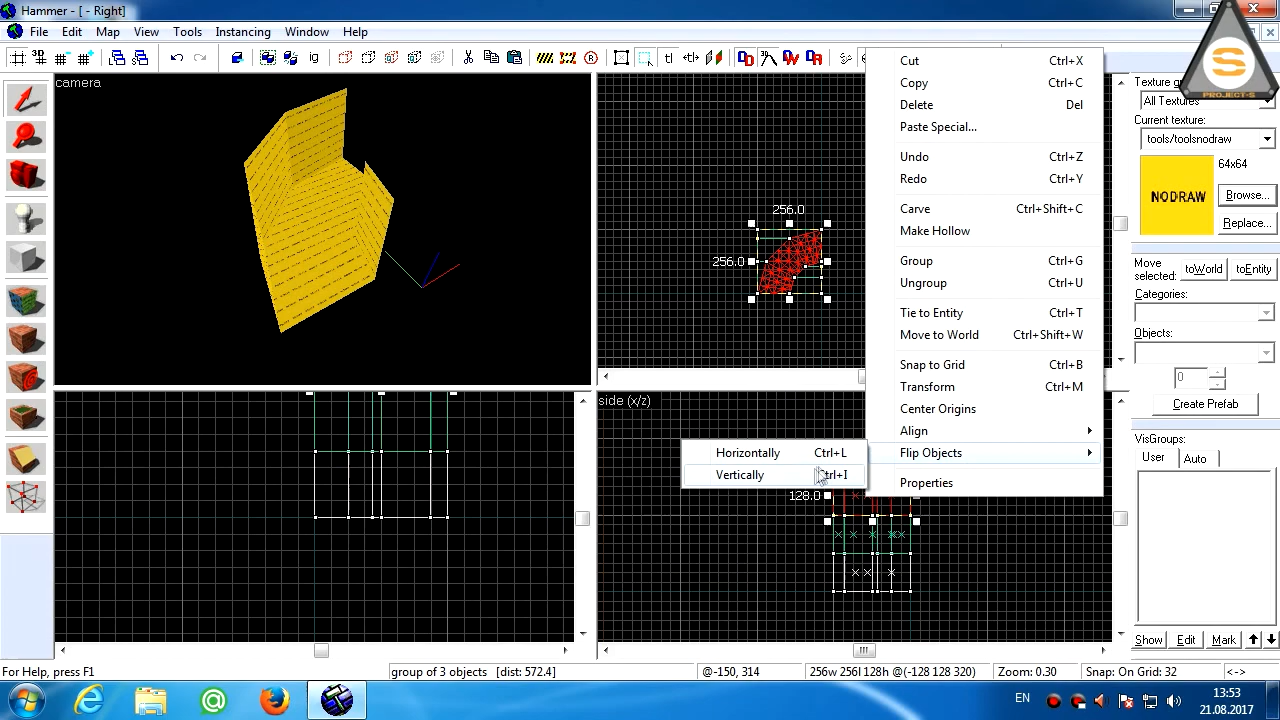 Hammer - [ - Right]
File Edit Map View Tools Instancing Window Help
camera
256.0
256.0
side (x/z)
128.0
Cut Ctrl+X
Copy Ctrl+C
Delete Del
Paste Special...
Undo Ctrl+Z
Redo Ctrl+Y
Carve Ctrl+Shift+C
Make Hollow
Group Ctrl+G
Ungroup Ctrl+U
Tie to Entity Ctrl+T
Move to World Ctrl+Shift+W
Snap to Grid Ctrl+B
Transform Ctrl+M
Center Origins
Align
Flip Objects
Properties
Horizontally Ctrl+L
Vertically Ctrl+I
S
PROJECT-S
All Textures
Current texture:
tools/toolsnodraw
64x64
NODRAW
Browse...
Replace...
Move
selected:
toWorld
toEntity
Categories:
Objects:
0
Create Prefab
VisGroups:
User Auto
Show Edit Mark
For Help, press F1
group of 3 objects [dist: 572.4]
@-150, 314
256w 256l 128h @(-128 128 320)
Zoom: 0.30
Snap: On Grid: 32
<->
EN
13:53
21.08.2017